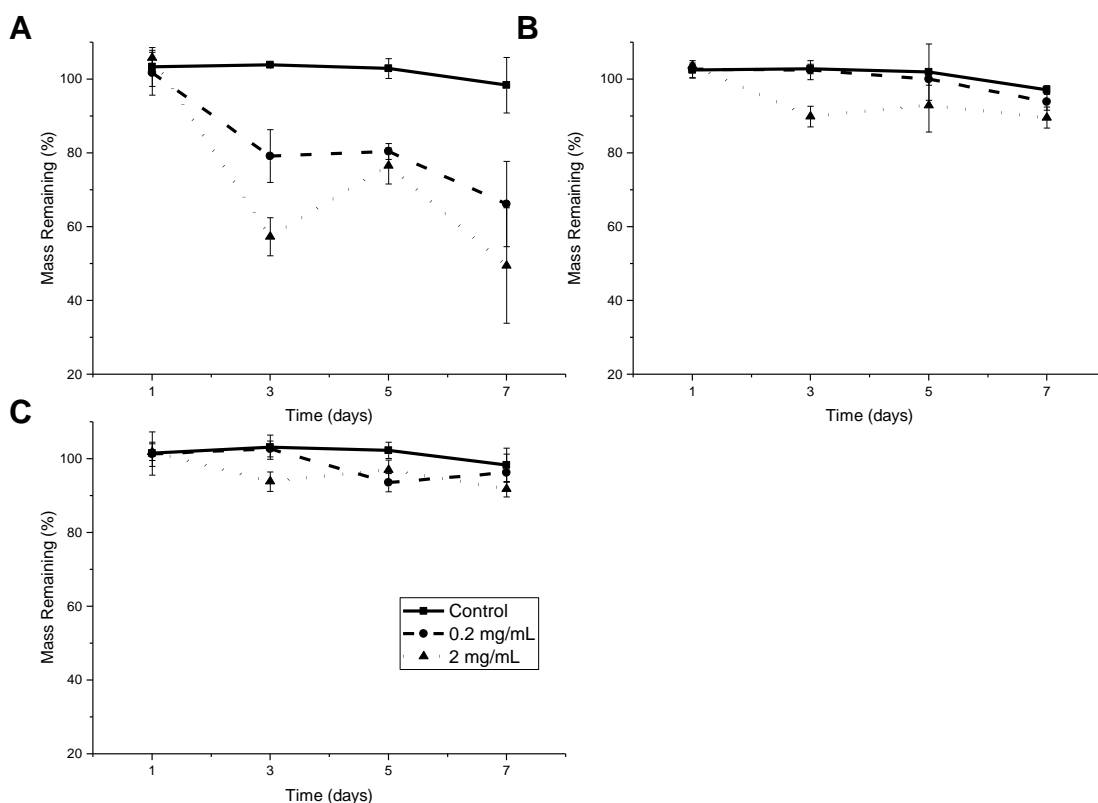 A
Mass Remaining (%)
100
80
60
40
20
1 3 5 7
Time (days)
B
Mass Remaining (%)
100
80
60
40
20
1 3 5 7
Time (days)
C
Mass Remaining (%)
100
80
60
40
20
1 3 5 7
Time (days)
Control
0.2 mg/mL
2 mg/mL